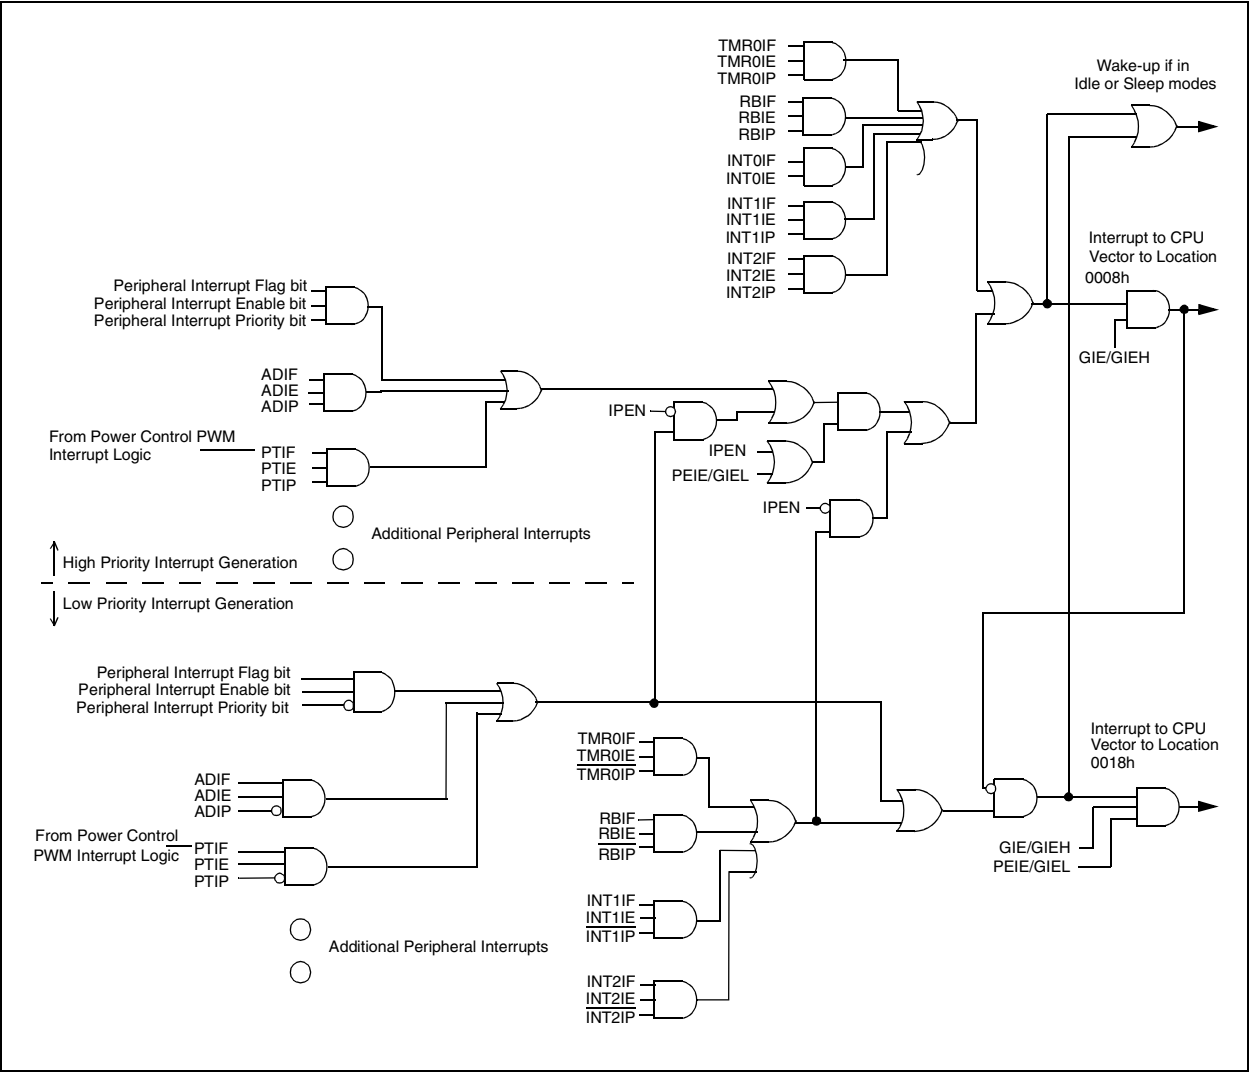 TMR0IF
TMR0IE
TMR0IP
RBIF
RBIE
RBIP
INT0IF
INT0IE
INT1IF
INT1IE
INT1IP
INT2IF
INT2IE
INT2IP
Wake-up if in
Idle or Sleep modes
Interrupt to CPU
Vector to Location
0008h
GIE/GIEH
Peripheral Interrupt Flag bit
Peripheral Interrupt Enable bit
Peripheral Interrupt Priority bit
ADIF
ADIE
ADIP
From Power Control PWM
Interrupt Logic
PTIF
PTIE
PTIP
IPEN
IPEN
PEIE/GIEL
IPEN
Additional Peripheral Interrupts
High Priority Interrupt Generation
Low Priority Interrupt Generation
Peripheral Interrupt Flag bit
Peripheral Interrupt Enable bit
Peripheral Interrupt Priority bit
ADIF
ADIE
ADIP
From Power Control
PWM Interrupt Logic
PTIF
PTIE
PTIP
Additional Peripheral Interrupts
TMR0IF
TMR0IE
TMR0IP
RBIF
RBIE
RBIP
INT1IF
INT1IE
INT1IP
INT2IF
INT2IE
INT2IP
Interrupt to CPU
Vector to Location
0018h
GIE/GIEH
PEIE/GIEL